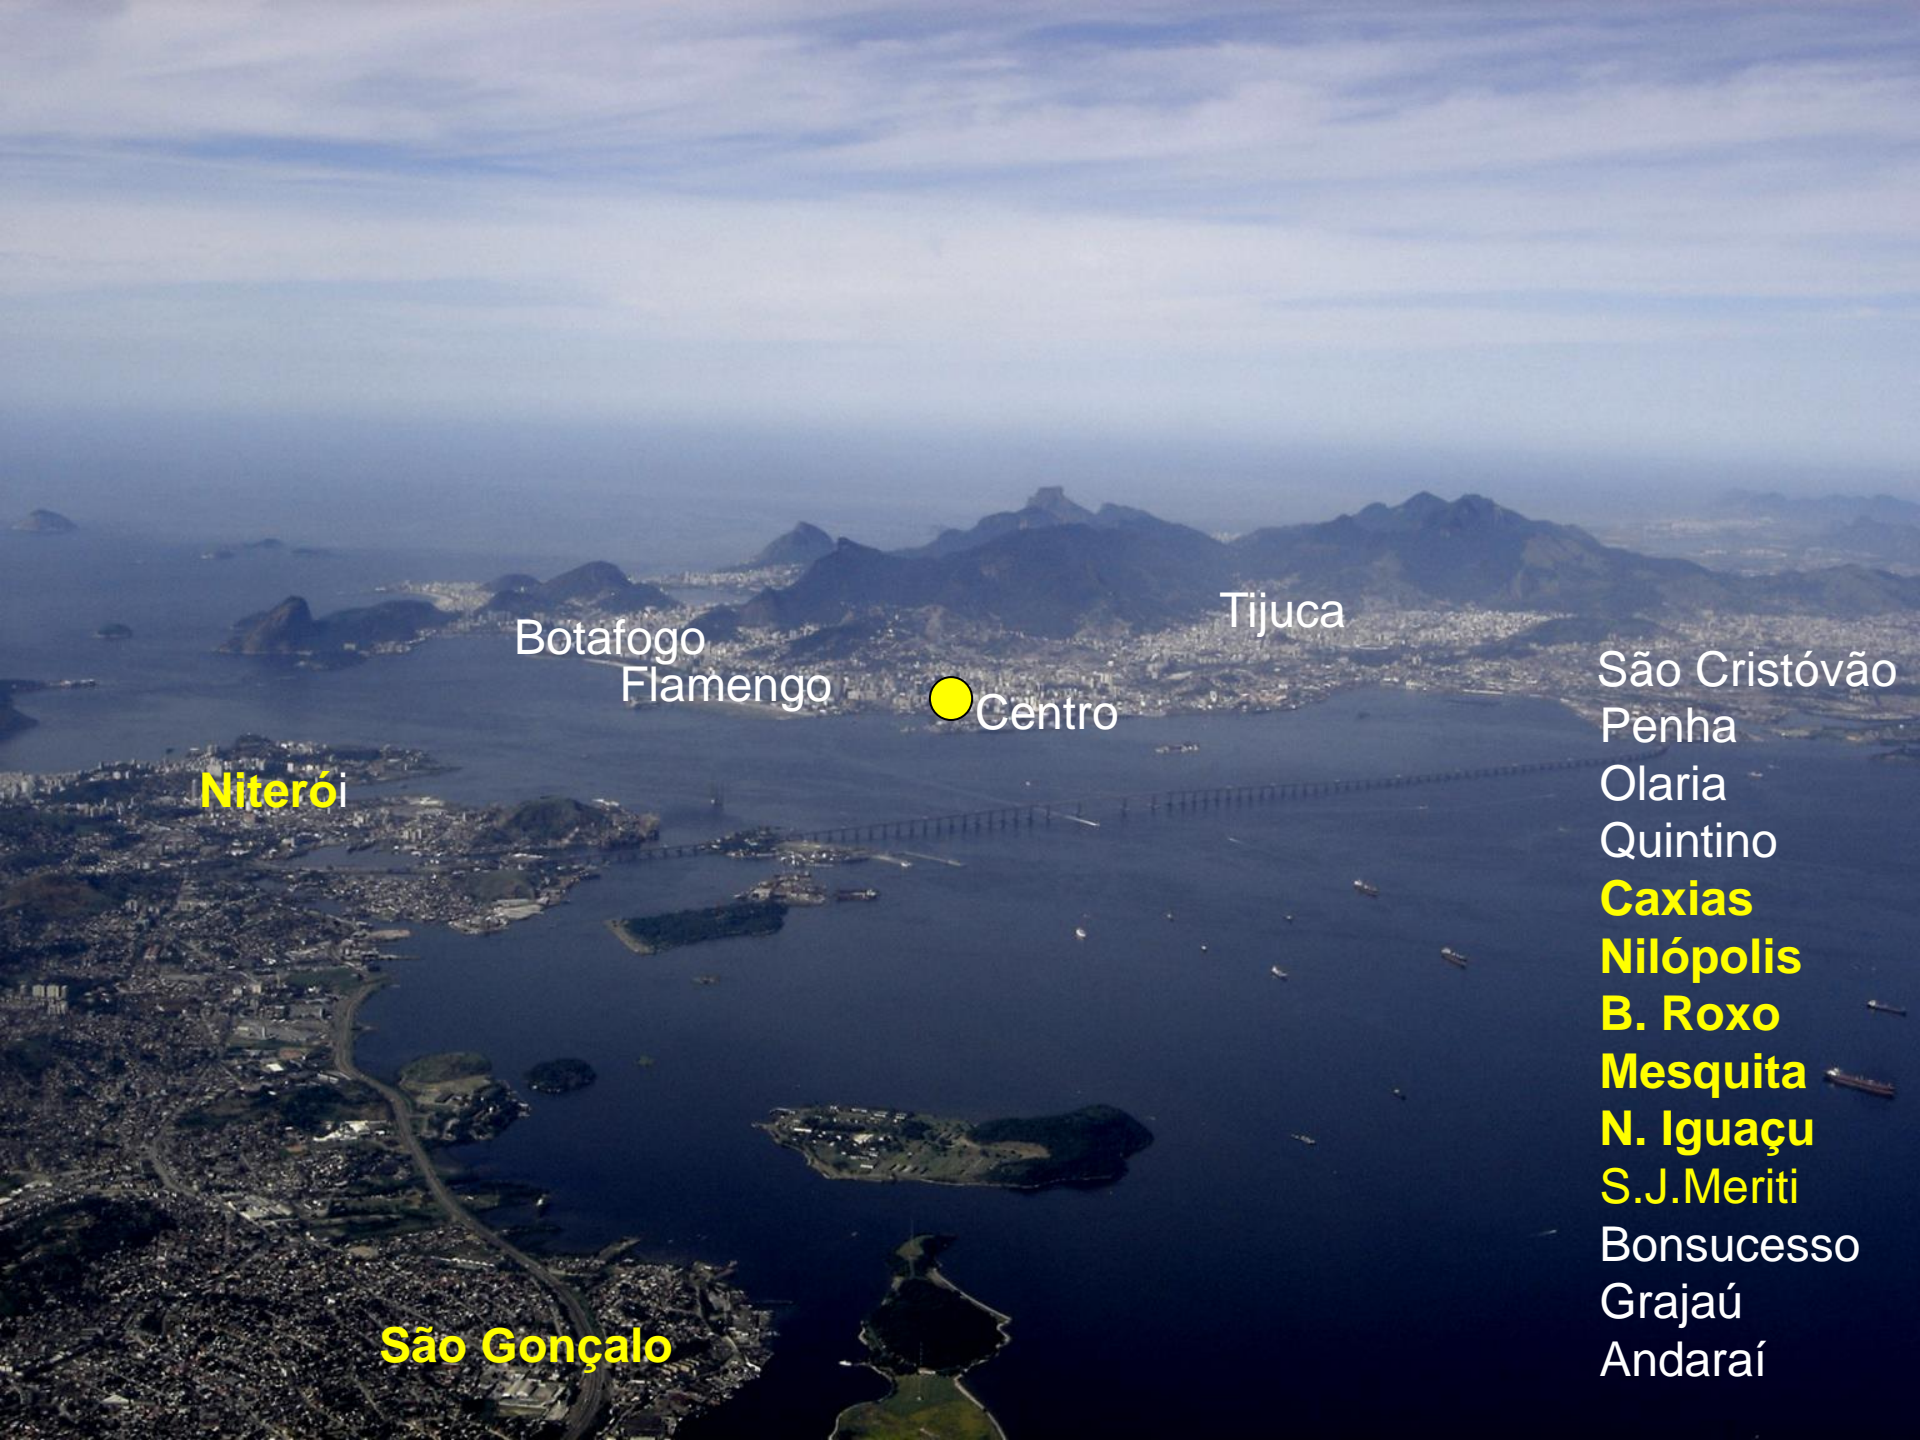 Tijuca
Botafogo
Flamengo
Centro
Niterói
São Gonçalo
São Cristóvão
Penha
Olaria
Quintino
Caxias
Nilópolis
B. Roxo
Mesquita
N. Iguaçu
S.J.Meriti
Bonsucesso
Grajaú
Andaraí